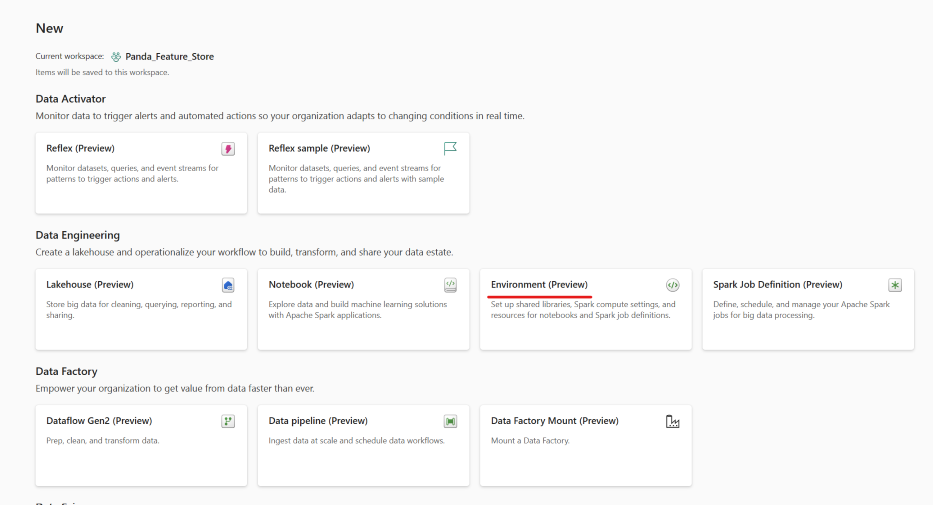 New
Current workspace: Panda_Feature_Store
Items will be saved to this workspace.
Data Activator
Monitor data to trigger alerts and automated actions so your organization adapts to changing conditions in real time.
Reflex (Preview)
Monitor datasets, queries, and event streams for
patterns to trigger actions and alerts.
Reflex sample (Preview)
Monitor datasets, queries, and event streams for
patterns to trigger actions and alerts with sample
data.
Data Engineering
Create a lakehouse and operationalize your workflow to build, transform, and share your data estate.
Lakehouse (Preview)
Store big data for cleaning, querying, reporting, and
sharing.
Notebook (Preview)
Explore data and build machine learning solutions
with Apache Spark applications.
Environment (Preview)
Set up shared libraries, Spark compute settings, and
resources for notebooks and Spark job definitions.
Spark Job Definition (Preview)
Define, schedule, and manage your Apache Spark
jobs for big data processing.
Data Factory
Empower your organization to get value from data faster than ever.
Dataflow Gen2 (Preview)
Prep, clean, and transform data.
Data pipeline (Preview)
Ingest data at scale and schedule data workflows.
Data Factory Mount (Preview)
Mount a Data Factory.